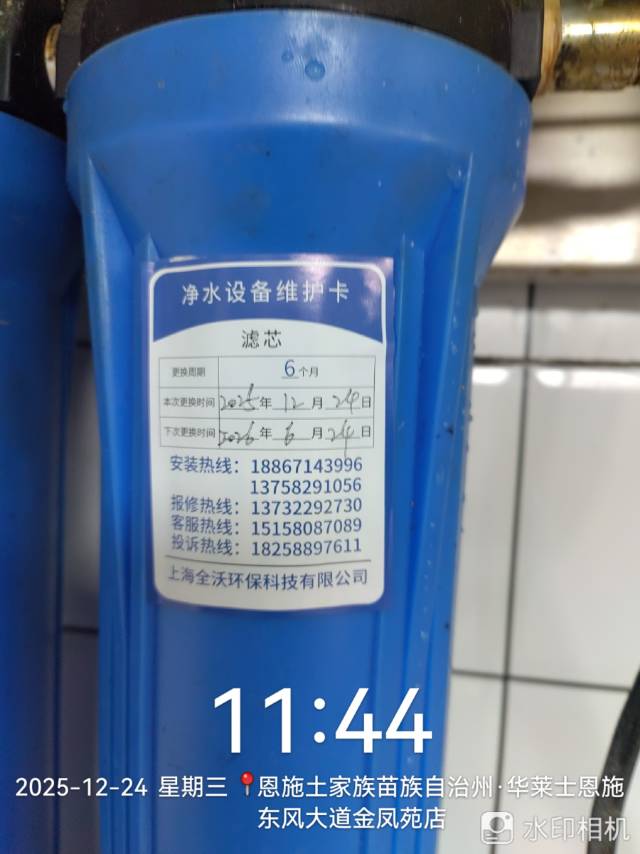 净水设备维护卡
滤芯
更换周期 6个月
本次更换时间 2025年 12月 24日
下次更换时间 2026年 6月 24日
安装热线：18867143996
13758291056
报修热线：13732292730
客服热线：15158087089
投诉热线：18258897611
上海全沃环保科技有限公司
11:44
2025-12-24 星期三 恩施土家族苗族自治州·华莱士恩施
东风大道金凤苑店
水印相机